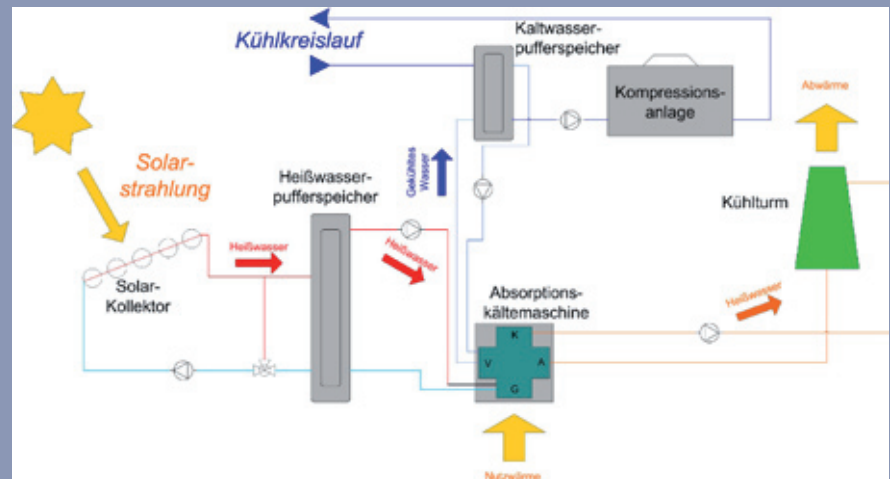 Kühlkreislauf
Kaltwasser-
pufferspeicher
Kompressions-
anlage
Abwärme
Solar-
strahlung
Heißwasser-
pufferspeicher
Gekühltes
Wasser
Kühlturm
Heißwasser
Heißwasser
Solar-
Kollektor
Absorptions-
kältemaschine
Heißwasser
K
V
A
G
Nutzwärme